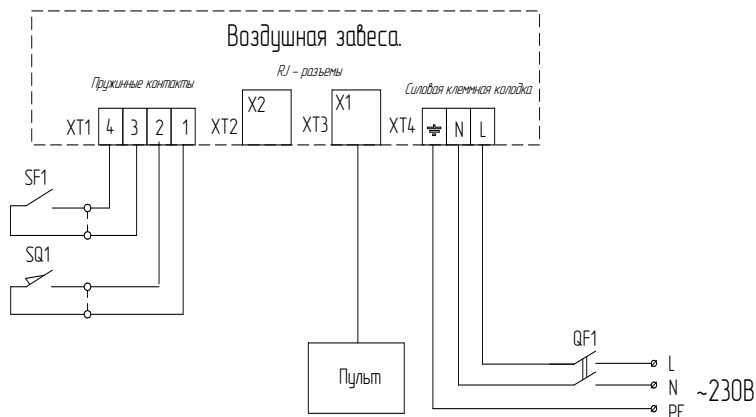 Воздушная завеса.
Пружинные контакты
RJ - разъемы
Силовая клеммная колодка
XT1 4 3 2 1 XT2 X2 XT3 X1 XT4 N L
SF1
SQ1
Пульт
QF1
L
N ~230В
PE